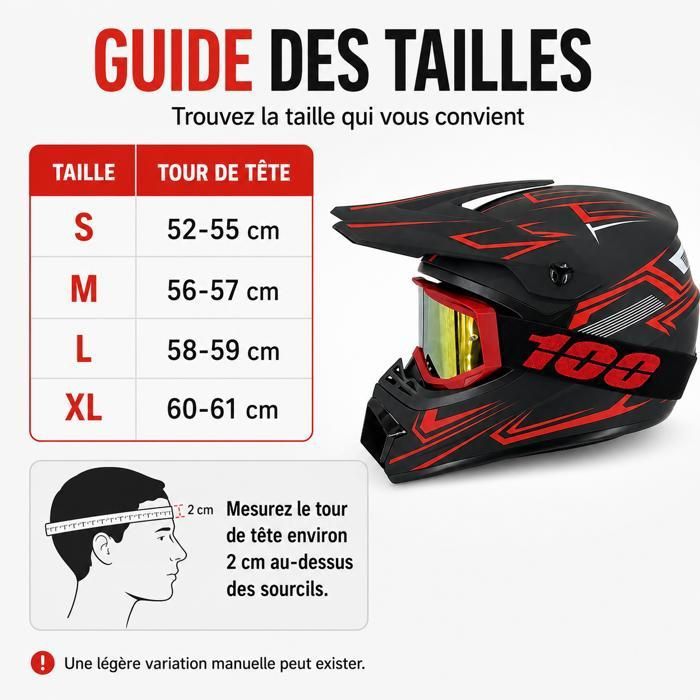 GUIDE DES TAILLES
Trouvez la taille qui vous convient
TAILLE TOUR DE TÊTE
S 52-55 cm
M 56-57 cm
L 58-59 cm
XL 60-61 cm
100
2 cm
Mesurez le tour
de tête environ
2 cm au-dessus
des sourcils.
! Une légère variation manuelle peut exister.